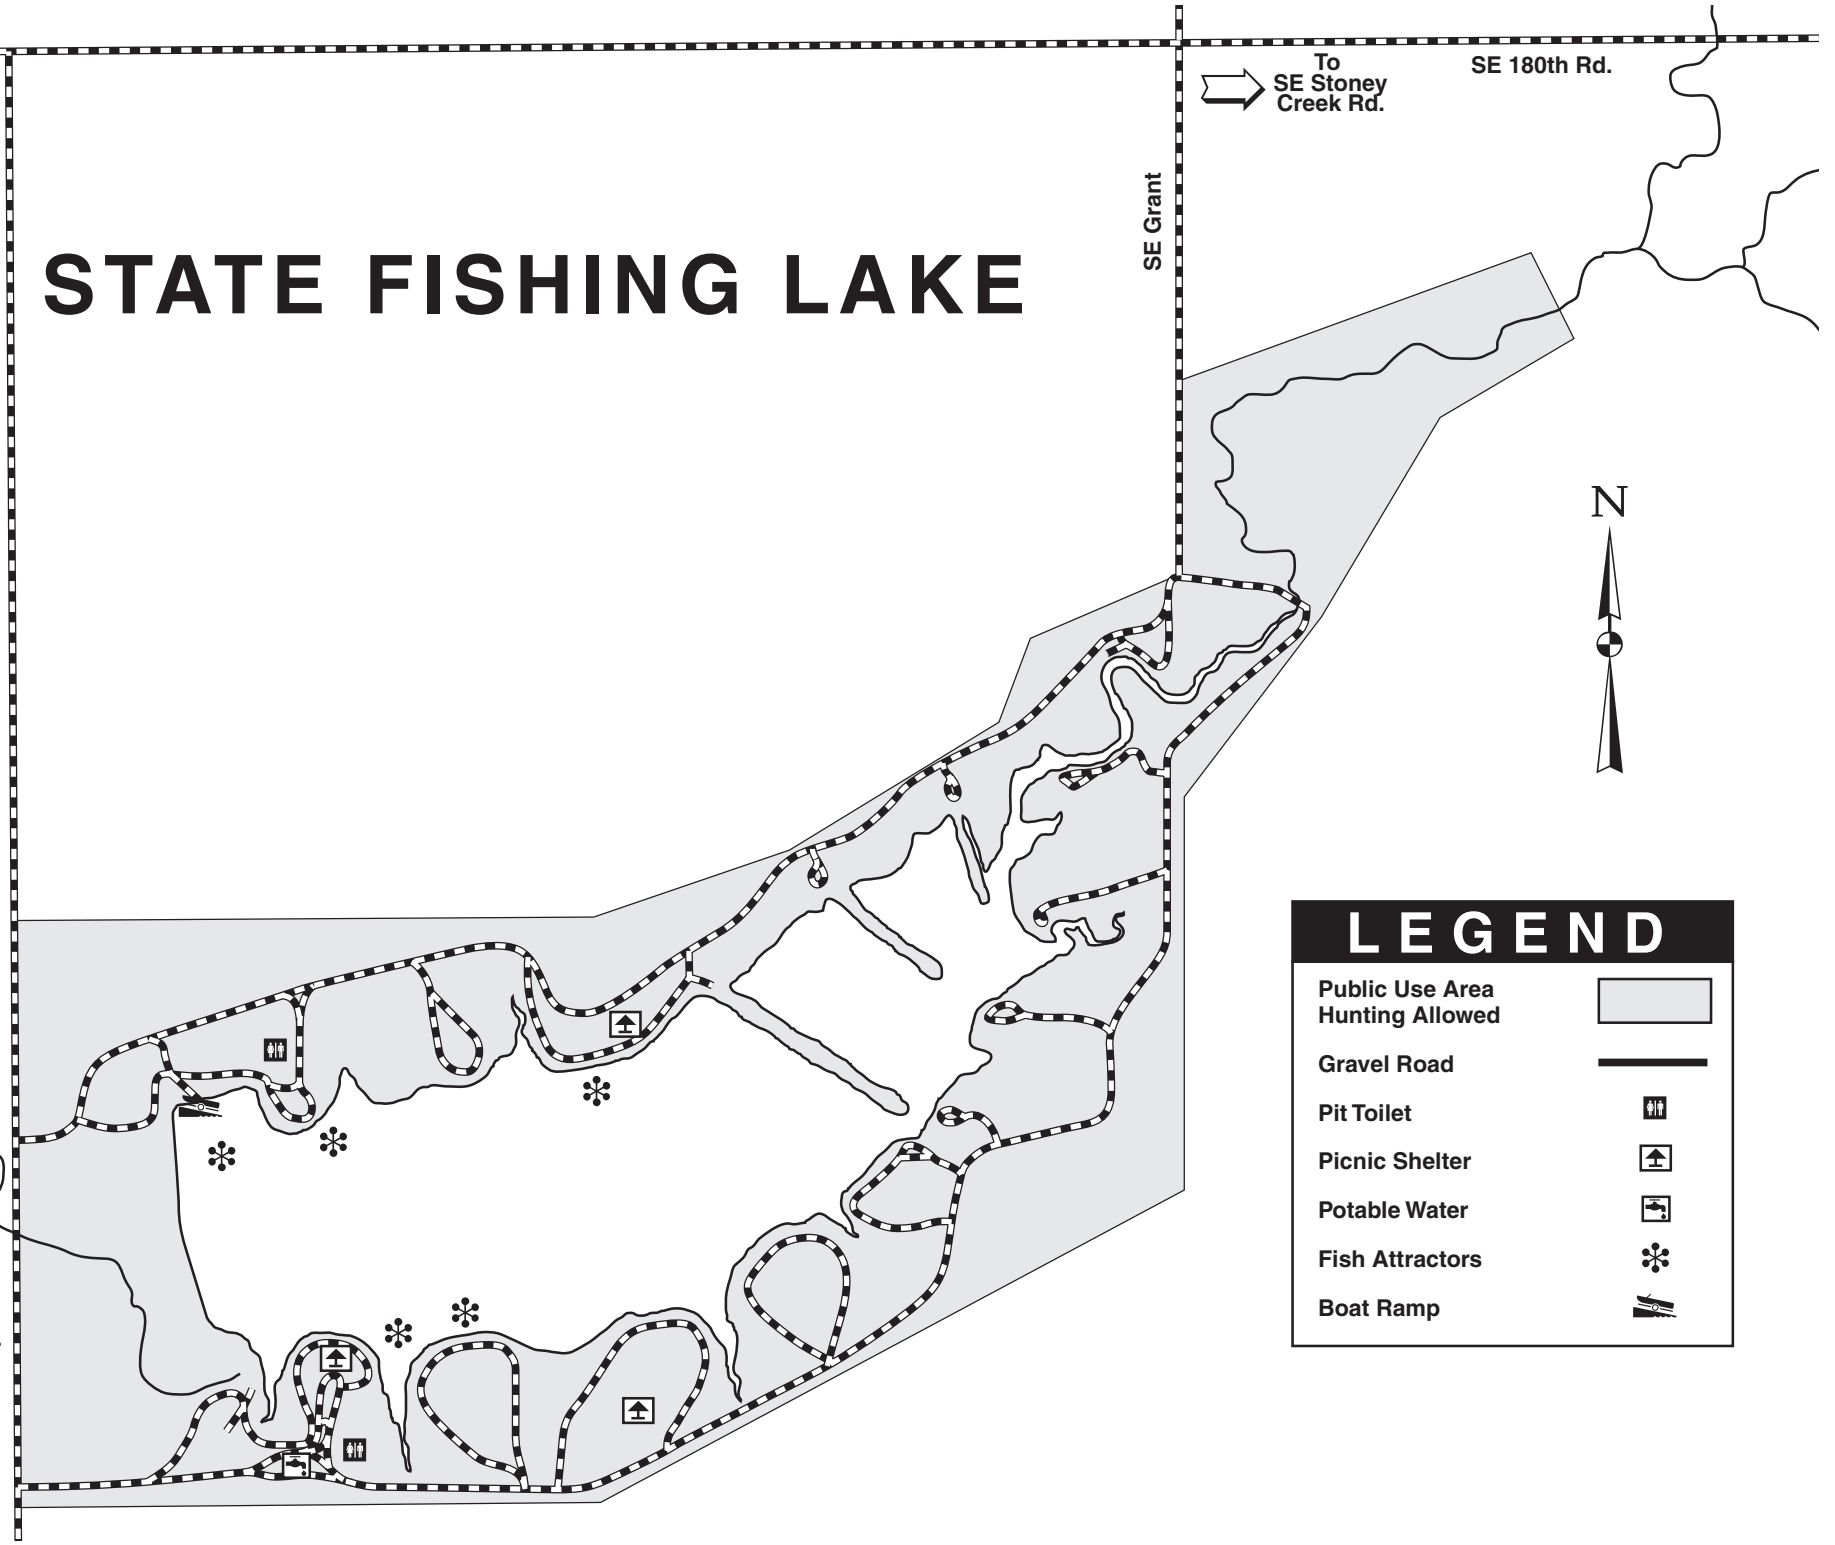 SE 180th Rd.
To
SE Stoney
Creek Rd.
SE Grant
STATE FISHING LAKE
N
LEGEND
Public Use Area
Hunting Allowed
Gravel Road
Pit Toilet
Picnic Shelter
Potable Water
Fish Attractors
Boat Ramp